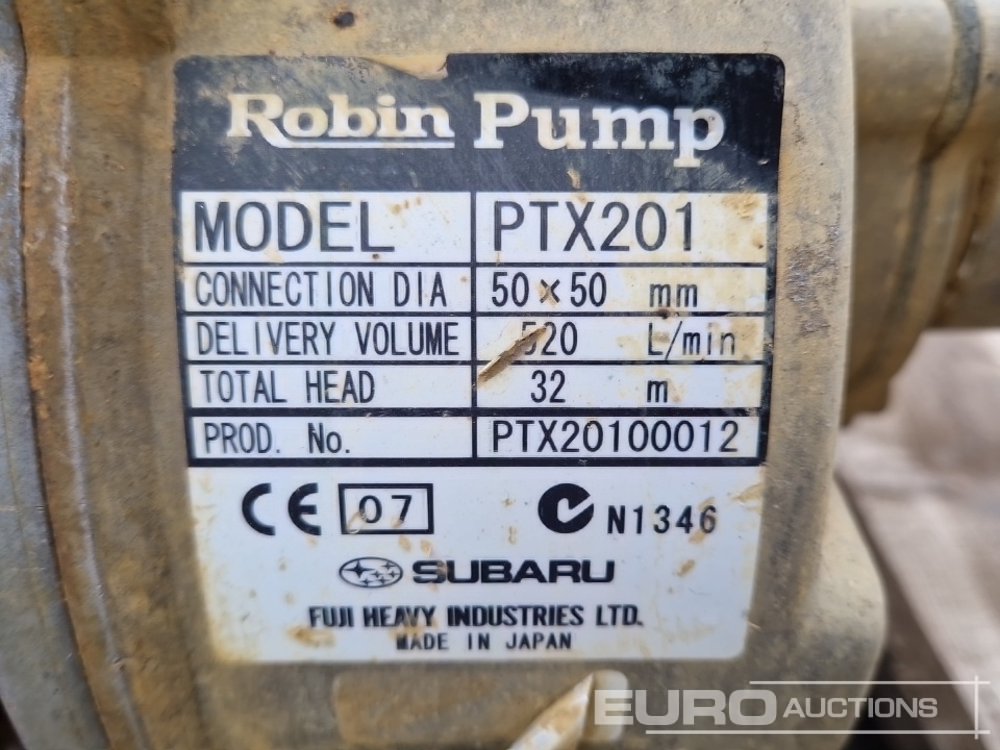 Robin Pump
MODEL PTX201
CONNECTION DIA 50×50 mm
DELIVERY VOLUME 520 L/min
TOTAL HEAD 32 m
PROD. No. PTX20100012
CE 07 N1346
SUBARU
FUJI HEAVY INDUSTRIES LTD.
MADE IN JAPAN
EURO AUCTIONS